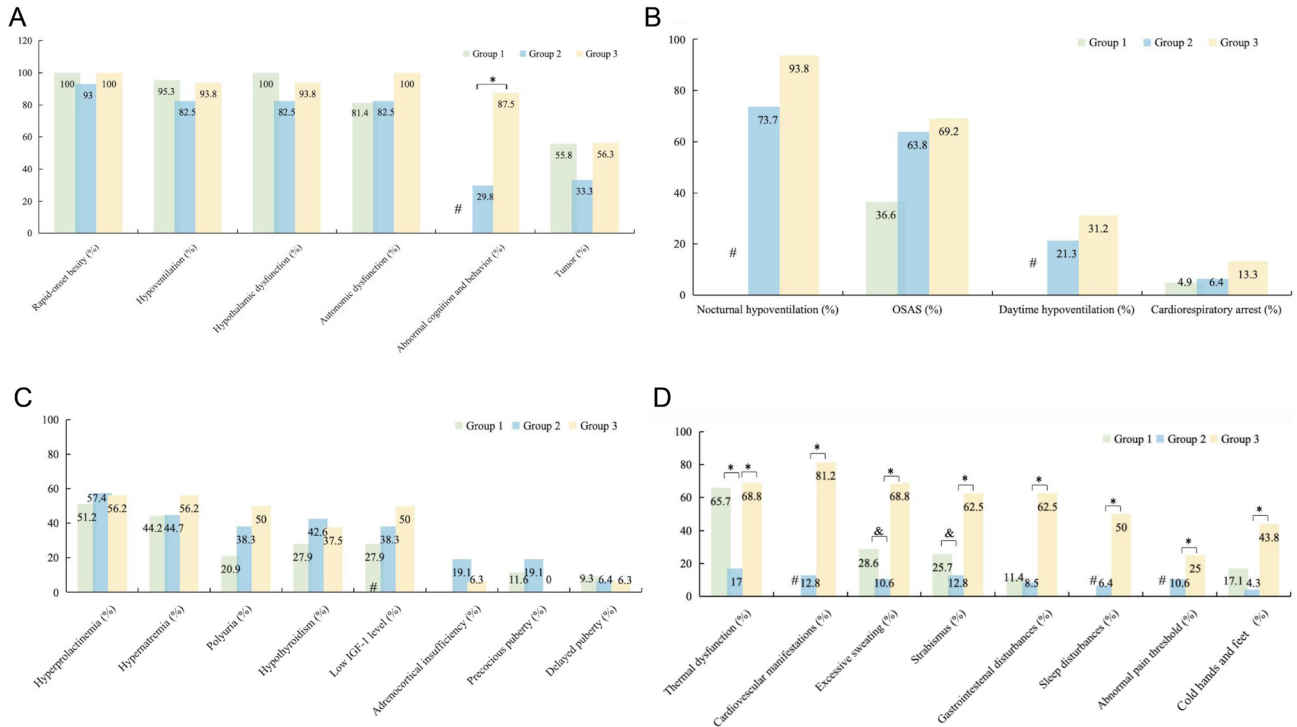 A
Group 1 Group 2 Group 3
120
100
80
60
40
20
0
100 93 100
95.3 82.5 93.8
100 82.5 93.8
81.4 82.5 100
# 29.8 * 87.5
55.8 33.3 56.3
Rapid-onset besity (%)
Hypoventilation (%)
Hypothalamic dysfunction (%)
Autonomic dysfunction (%)
Abnormal cognition and behavior (%)
Tumor (%)
B
Group 1 Group 2 Group 3
100
80
60
40
20
0
# 73.7 93.8
36.6 63.8 69.2
# 21.3 31.2
4.9 6.4 13.3
Nocturnal hypoventilation (%)
OSAS (%)
Daytime hypoventilation (%)
Cardiorespiratory arrest (%)
C
Group 1 Group 2 Group 3
100
80
60
40
20
0
51.2 57.4 56.2
44.2 44.7 56.2
20.9 38.3 50
27.9 42.6 37.5
27.9 38.3 50
#
19.1 6.3
11.6 19.1 0
9.3 6.4 6.3
Hyperprolactinemia (%)
Hypernatremia (%)
Polyuria (%)
Hypothyroidism (%)
Low IGF-1 level (%)
Adrenocortical insufficiency (%)
Precocious puberty (%)
Delayed puberty (%)
D
Group 1 Group 2 Group 3
100
80
60
40
20
0
65.7 * 17 * 68.8
# 12.8 * 81.2
28.6 & 10.6 * 68.8
25.7 & 12.8 * 62.5
11.4 8.5 * 62.5
# 6.4 * 50
# 10.6 * 25
17.1 4.3 * 43.8
Thermal dysfunction (%)
Cardiovescular manifestations (%)
Excessive sweating (%)
Strabismus (%)
Gastrointestenal disturbances (%)
Sleep disturbances (%)
Abnormal pain threshold (%)
Cold hands and feet (%)